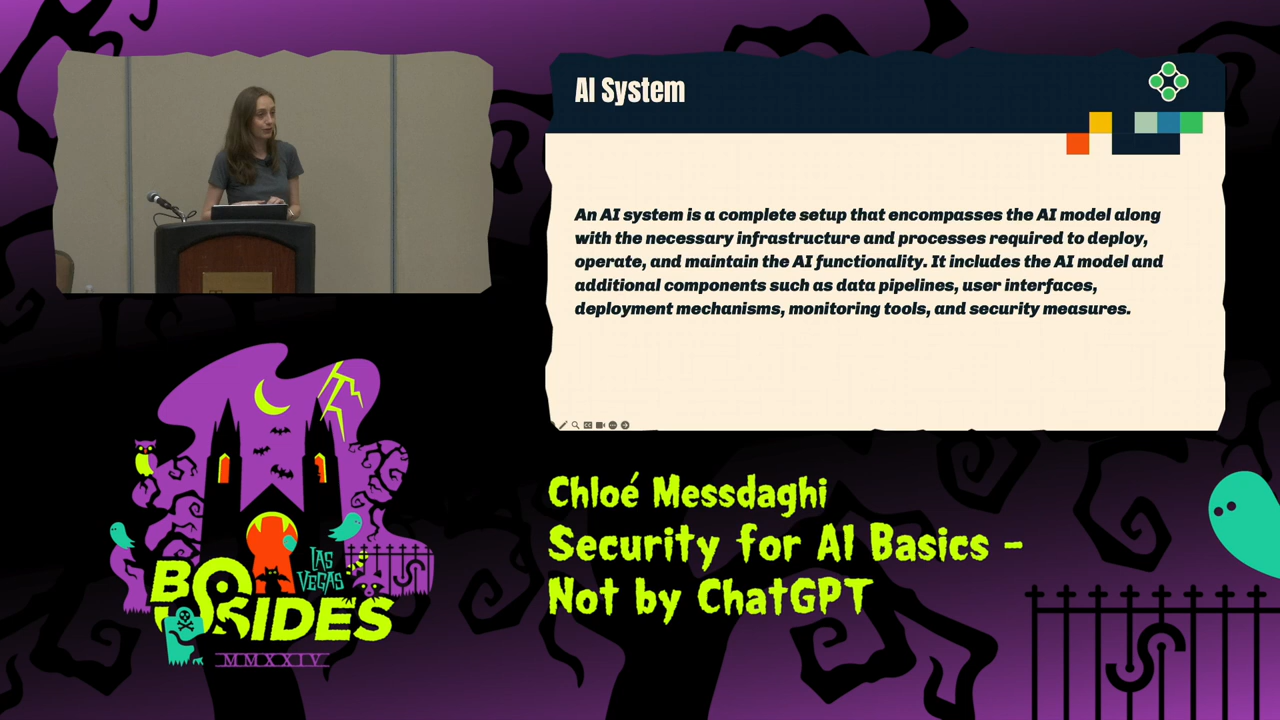 AI System
An AI system is a complete setup that encompasses the AI model along
with the necessary infrastructure and processes required to deploy,
operate, and maintain the AI functionality. It includes the AI model and
additional components such as data pipelines, user interfaces,
deployment mechanisms, monitoring tools, and security measures.
LAS
VEGAS
BSIDES
MMXXIV
Chloé Messdaghi
Security for AI Basics -
Not by ChatGPT